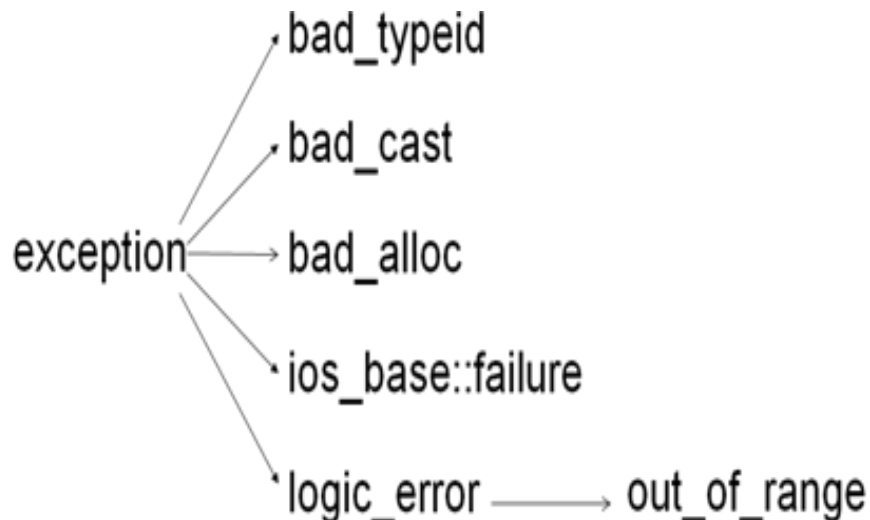 bad_typeid
bad_cast
exception
bad_alloc
ios_base::failure
logic_error
out_of_range